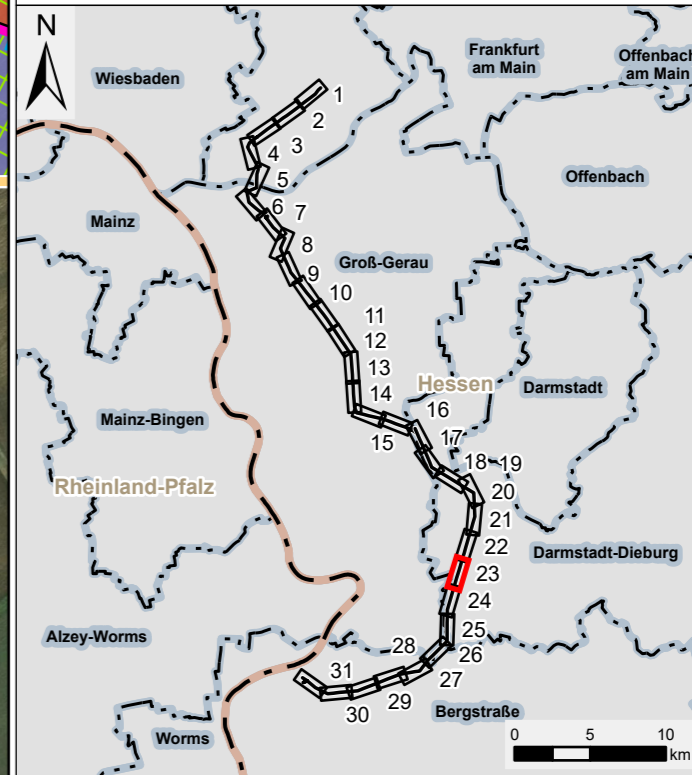 N
Wiesbaden
Frankfurt
am Main
Offenbach
am Main
1
2
3
4
5
Offenbach
6
7
Mainz
8
Groß-Gerau
9
10
11
12
13
Hessen
Darmstadt
14
16
Mainz-Bingen
15
17
18
19
Rheinland-Pfalz
20
21
22
Darmstadt-Dieburg
23
24
Alzey-Worms
25
28
26
31
27
29
30
Bergstraße
Worms
0 5 10
km